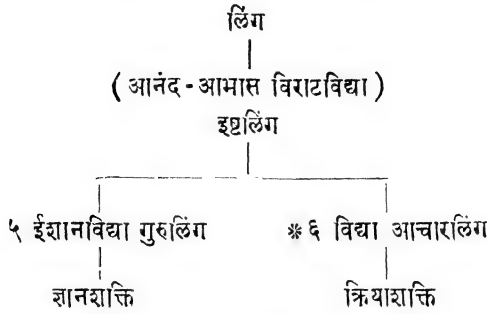 लिंग
( आनंद - आभास विराटविद्या )
इष्टलिंग
५ ईशानविद्या गुरुलिंग	*६ विद्या आचारलिंग
ज्ञानशक्ति	क्रियाशक्ति